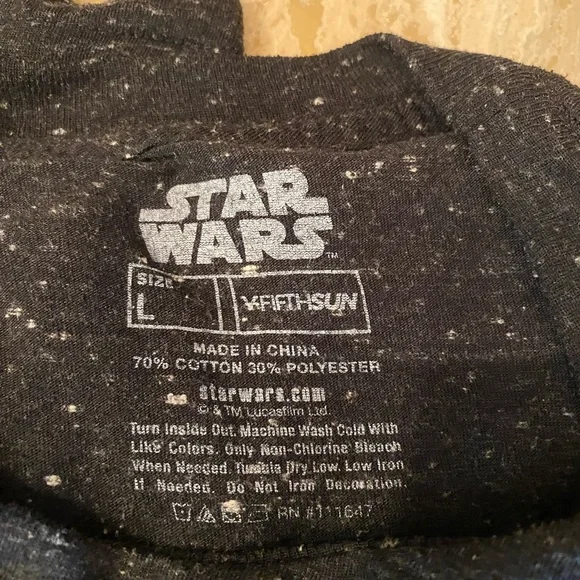 STAR
WARS
TM
SIZE
L
FIFTHSUN
MADE IN CHINA
70% COTTON 30% POLYESTER
starwars.com
© & TM Lucasfilm Ltd.
Turn Inside Out. Machine Wash Cold With
Like Colors. Only Non-Chlorine Bleach
When Needed. Tumble Dry Low. Low Iron
If Needed. Do Not Iron Decoration.
RN #111647